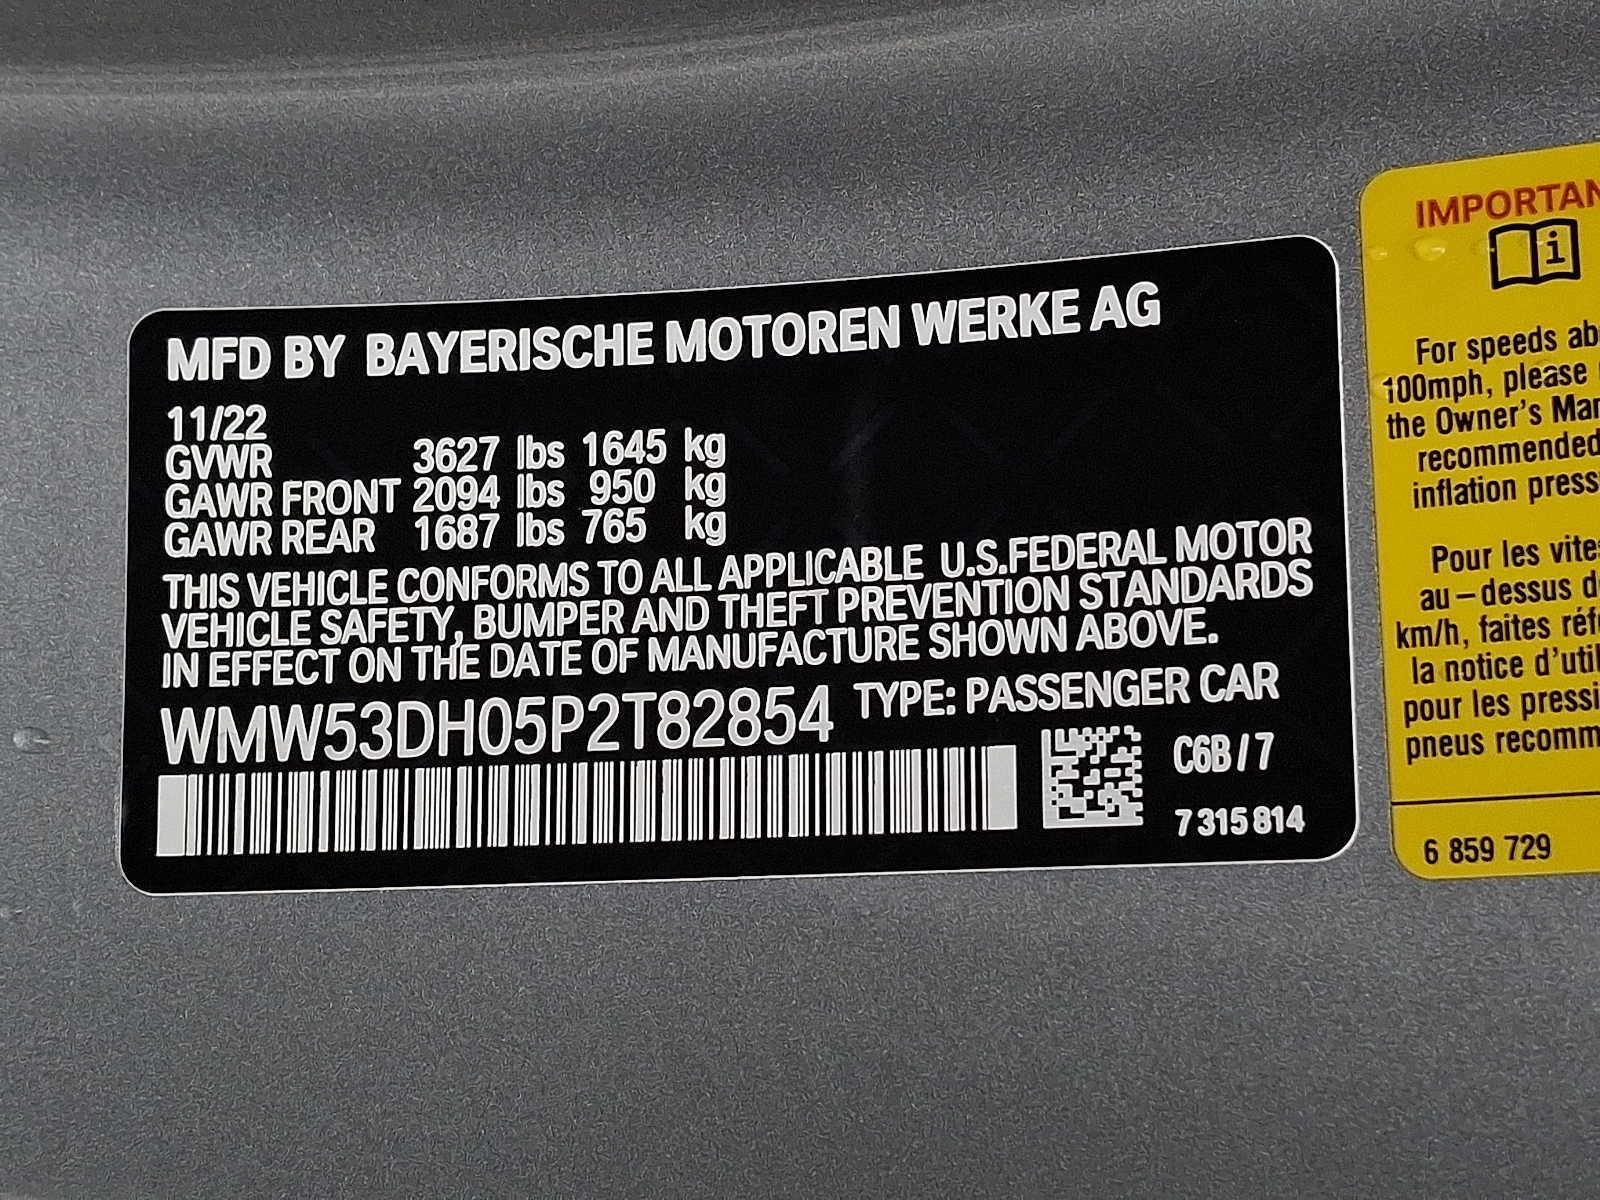 MFD BY BAYERISCHE MOTOREN WERKE AG
11/22
GVWR 3627 lbs 1645 kg
GAWR FRONT 2094 lbs 950 kg
GAWR REAR 1687 lbs 765 kg
THIS VEHICLE CONFORMS TO ALL APPLICABLE U.S.FEDERAL MOTOR
VEHICLE SAFETY, BUMPER AND THEFT PREVENTION STANDARDS
IN EFFECT ON THE DATE OF MANUFACTURE SHOWN ABOVE.
WMW53DH05P2T82854 TYPE: PASSENGER CAR
C6B/7
7 315 814
IMPORTAN
i
For speeds ab
100mph, please
the Owner's Man
recommended
inflation press
Pour les vite
au-dessus d
km/h, faites réf
la notice d'util
pour les pressi
pneus recomm
6 859 729